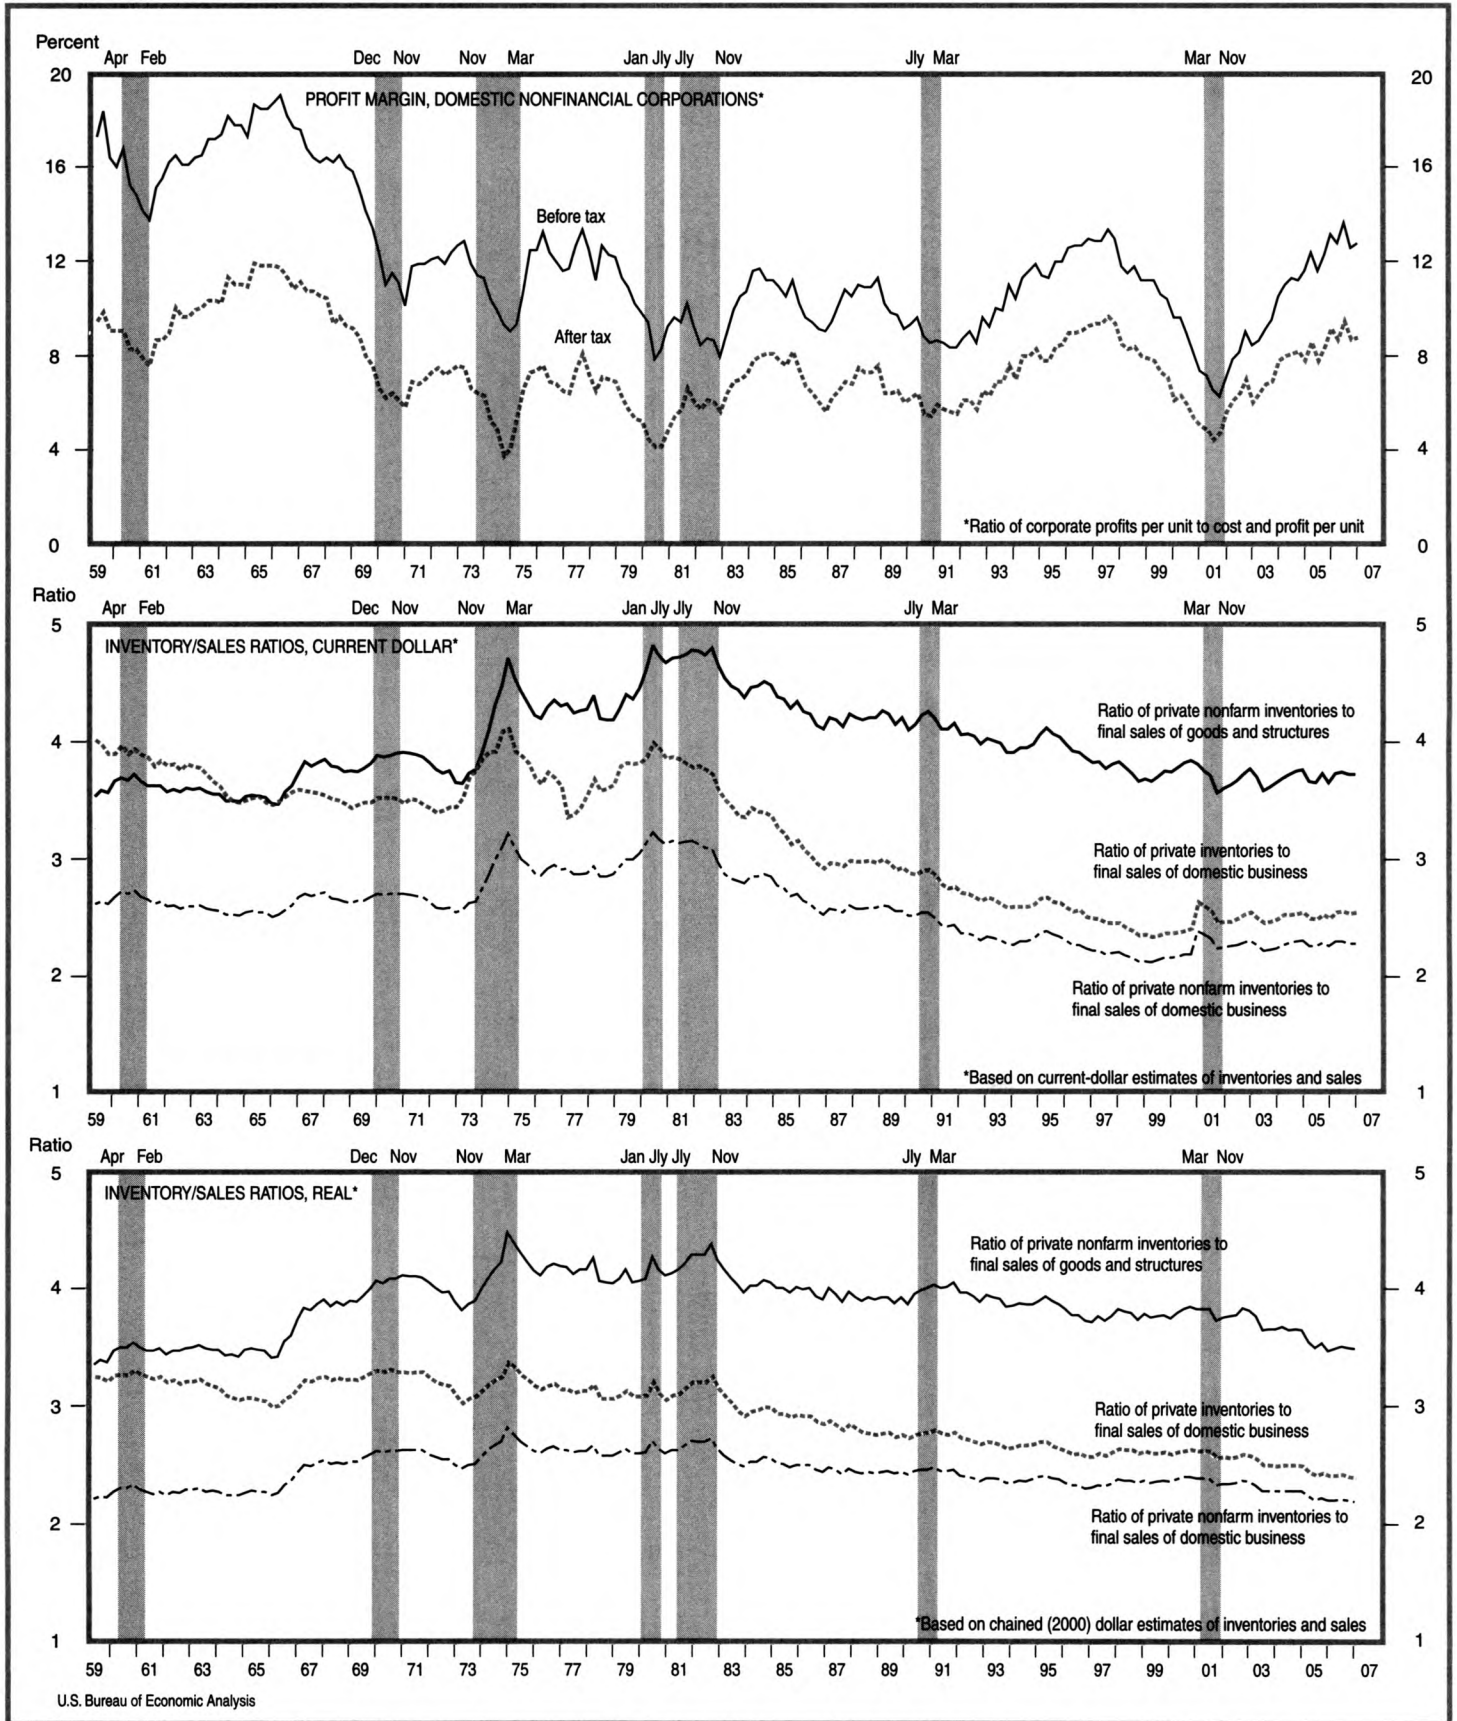 Percent
Apr Feb Dec Nov Nov Mar Jan Jly Jly Nov Jly Mar Mar Nov
20 20
PROFIT MARGIN, DOMESTIC NONFINANCIAL CORPORATIONS*
16 16
Before tax
12 12
After tax
8 8
4 4
*Ratio of corporate profits per unit to cost and profit per unit
0 0
59 61 63 65 67 69 71 73 75 77 79 81 83 85 87 89 91 93 95 97 99 01 03 05 07
Ratio
Apr Feb Dec Nov Nov Mar Jan Jly Jly Nov Jly Mar Mar Nov
5 5
INVENTORY/SALES RATIOS, CURRENT DOLLAR*
Ratio of private nonfarm inventories to
final sales of goods and structures
4 4
Ratio of private inventories to
final sales of domestic business
3 3
2 2
Ratio of private nonfarm inventories to
final sales of domestic business
*Based on current-dollar estimates of inventories and sales
1 1
59 61 63 65 67 69 71 73 75 77 79 81 83 85 87 89 91 93 95 97 99 01 03 05 07
Ratio
Apr Feb Dec Nov Nov Mar Jan Jly Jly Nov Jly Mar Mar Nov
5 5
INVENTORY/SALES RATIOS, REAL*
Ratio of private nonfarm inventories to
final sales of goods and structures
4 4
3 3
Ratio of private inventories to
final sales of domestic business
2 2
Ratio of private nonfarm inventories to
final sales of domestic business
*Based on chained (2000) dollar estimates of inventories and sales
1 1
59 61 63 65 67 69 71 73 75 77 79 81 83 85 87 89 91 93 95 97 99 01 03 05 07
U.S. Bureau of Economic Analysis